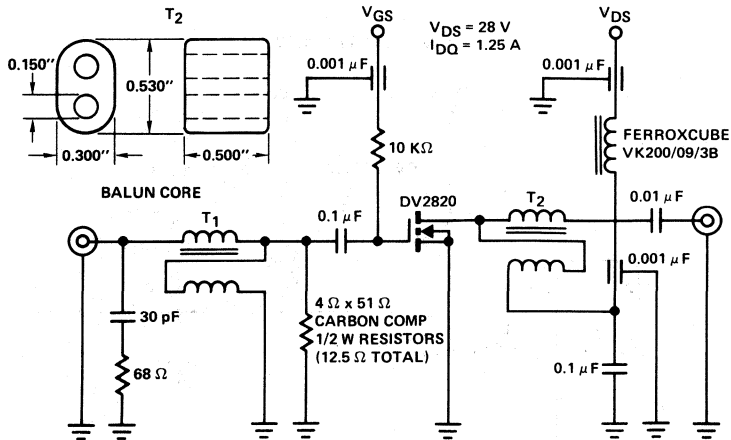 T2
VGS
VDS = 28 V
IDQ = 1.25 A
VDS
0.150″
0.530″
0.001 μF
0.001 μF
FERROXCUBE
VK200/09/3B
0.300″
0.500″
10 KΩ
BALUN CORE
DV2820
T1
0.1 μF
T2
0.01 μF
0.001 μF
30 pF
4 Ω x 51 Ω
CARBON COMP
1/2 W RESISTORS
(12.5 Ω TOTAL)
68 Ω
0.1 μF